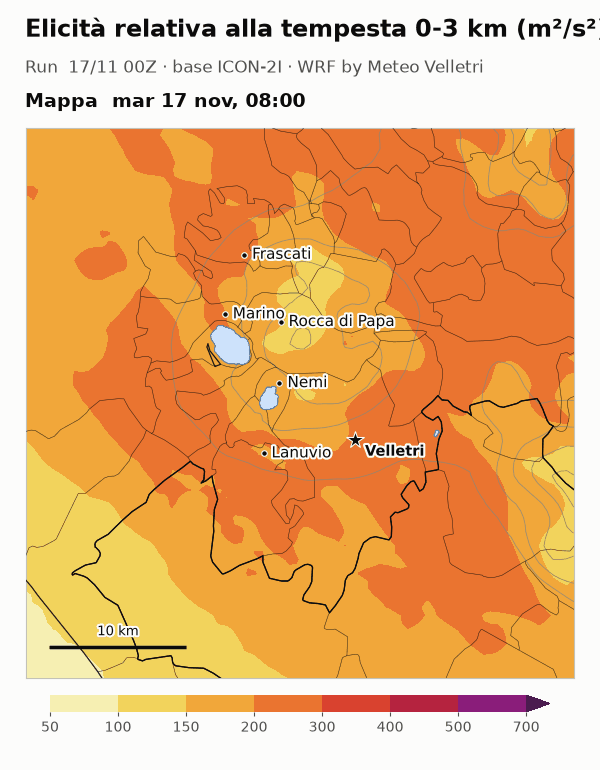 Elicità relativa alla tempesta 0-3 km (m²/s²)
Run 17/11 00Z · base ICON-2I · WRF by Meteo Velletri
Mappa mar 17 nov, 08:00
Frascati
Marino
Rocca di Papa
Nemi
Velletri
Lanuvio
10 km
50 100 150 200 300 400 500 700